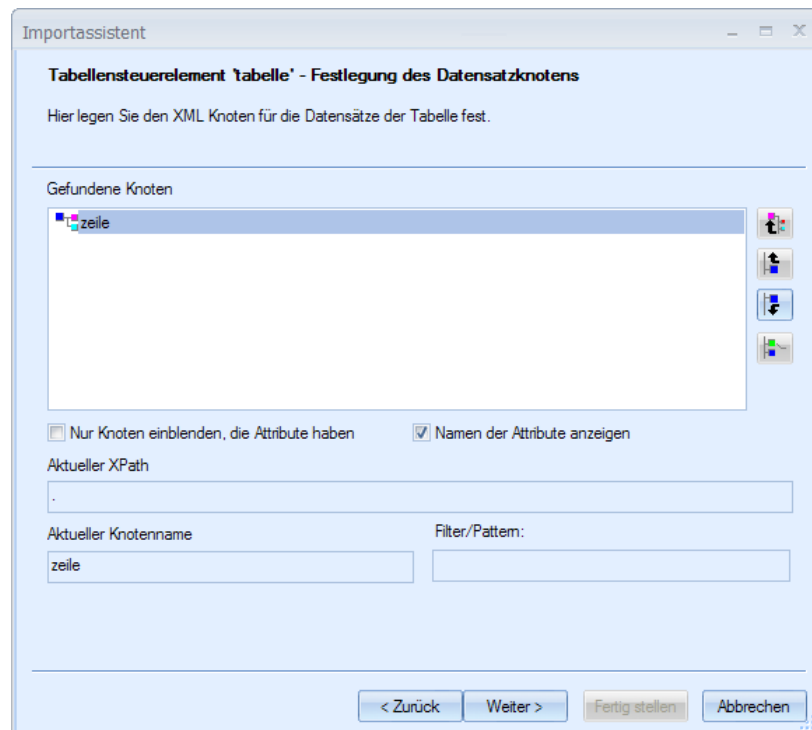 Importassistent
Tabellensteuerelement 'tabelle' - Festlegung des Datensatzknotens
Hier legen Sie den XML Knoten für die Datensätze der Tabelle fest.
Gefundene Knoten
zeile
Nur Knoten einblenden, die Attribute haben
Namen der Attribute anzeigen
Aktueller XPath
.
Aktueller Knotenname
Filter/Pattern:
zeile
< Zurück
Weiter >
Fertig stellen
Abbrechen